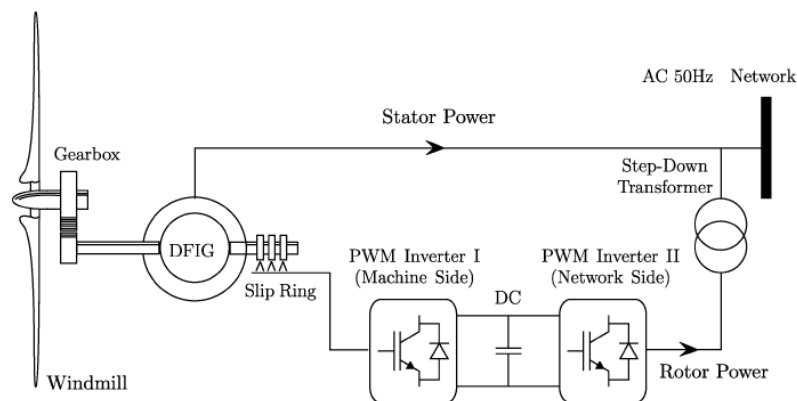 AC 50Hz Network
Stator Power
Gearbox
Step-Down
Transformer
DFIG
PWM Inverter I
(Machine Side)
PWM Inverter II
(Network Side)
Slip Ring
DC
Rotor Power
Windmill